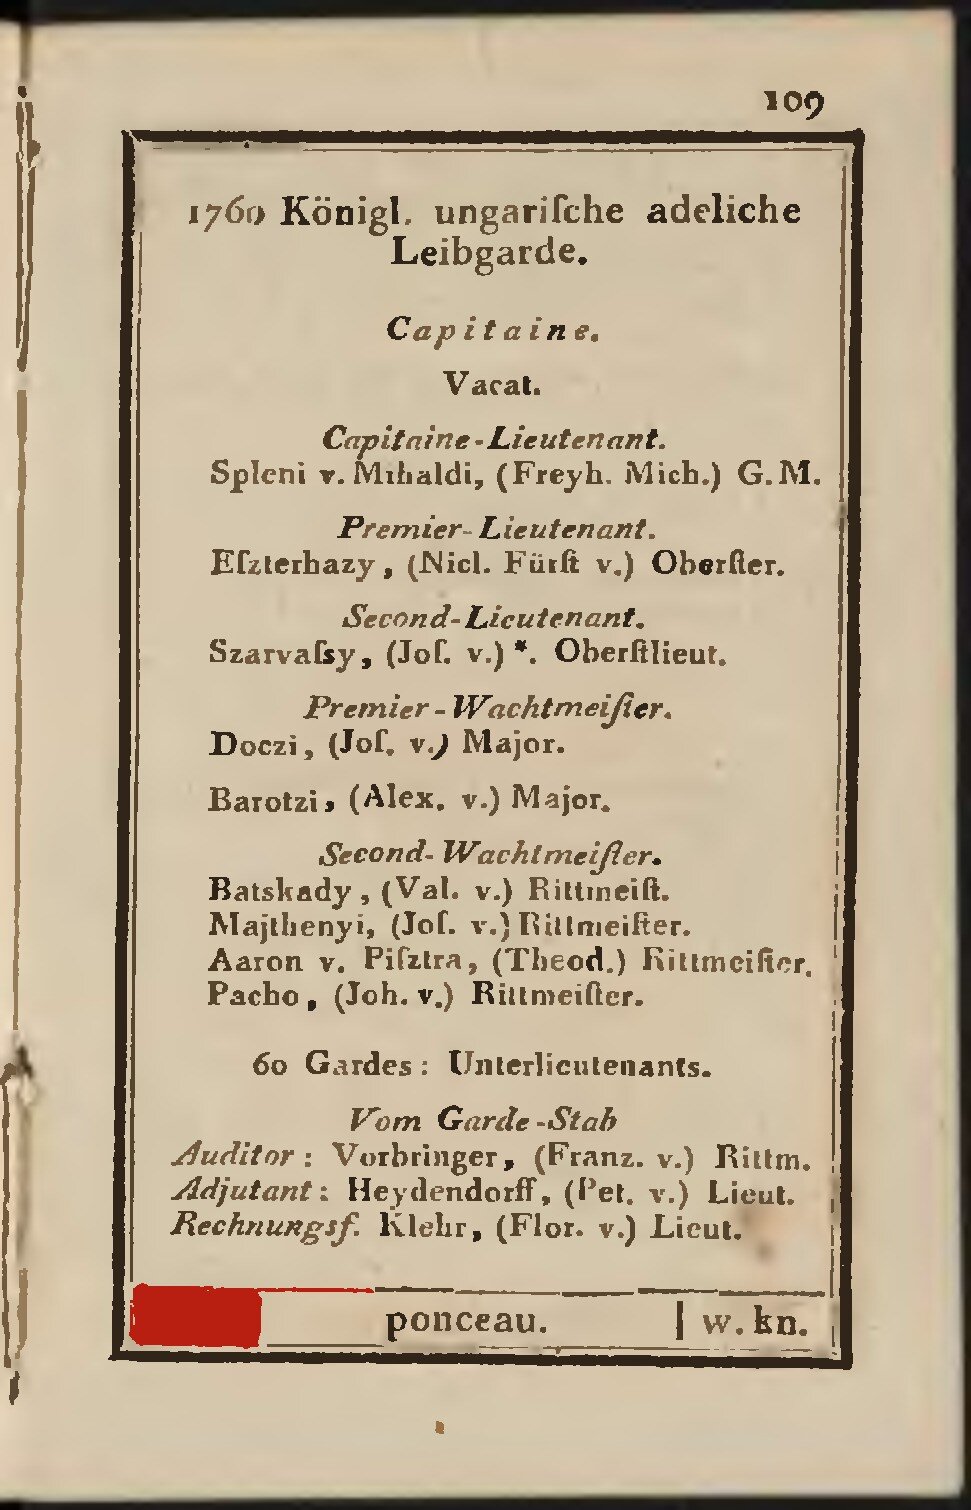 109
1760 Königl. ungariſche adeliche
Leibgarde.
Capitaine.
Vacat.
Capitaine-Lieutenant.
Spleni v. Mihaldi, (Freyh. Mich.) G. M.
Premier-Lieutenant.
Eſzterhazy, (Nicl. Fürſt v.) Oberſter.
Second-Lieutenant.
Szarvaſsy, (Joſ. v.) *. Oberſtlieut.
Premier-Wachtmeiſter.
Doczi, (Joſ. v.) Major.
Barotzi, (Alex. v.) Major.
Second-Wachtmeiſter.
Batskady, (Val. v.) Rittmeiſt.
Majthenyi, (Joſ. v.) Rittmeiſter.
Aaron v. Piſztra, (Theod.) Rittmeiſter.
Pacho, (Joh. v.) Rittmeiſter.
60 Gardes: Unterlieutenants.
Vom Garde-Stab
Auditor: Vorbringer, (Franz. v.) Rittm.
Adjutant: Heydendorff, (Pet. v.) Lieut.
Rechnungsf. Klehr, (Flor. v.) Lieut.
ponceau. | w. kn.